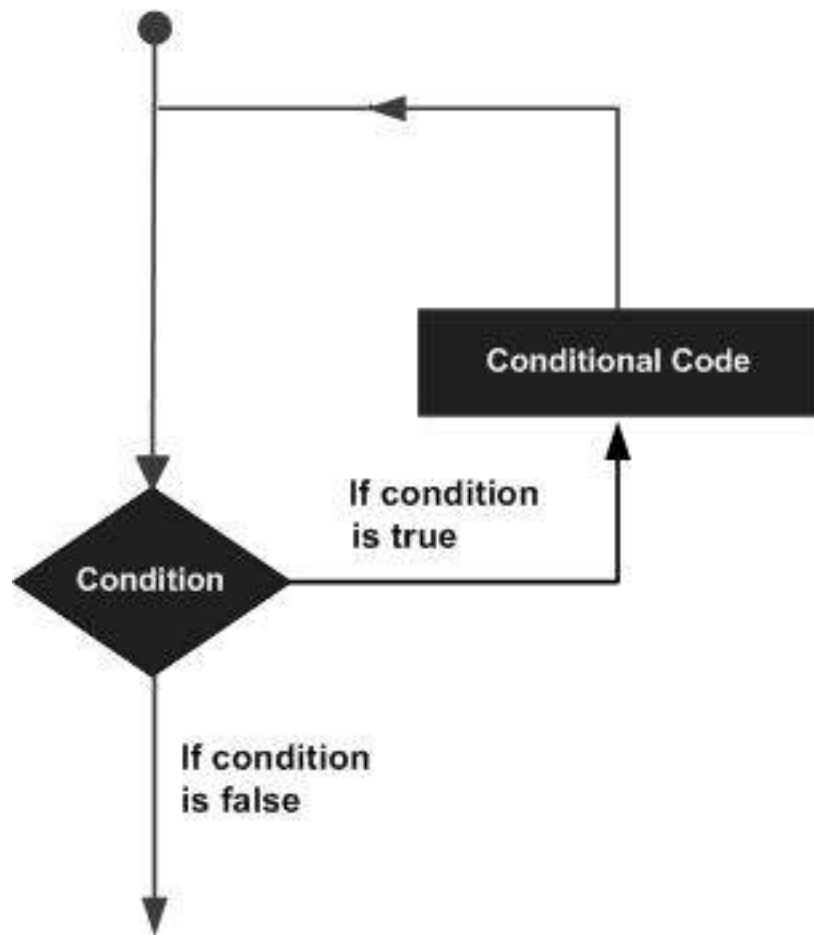 Conditional Code
If condition
is true
Condition
If condition
is false